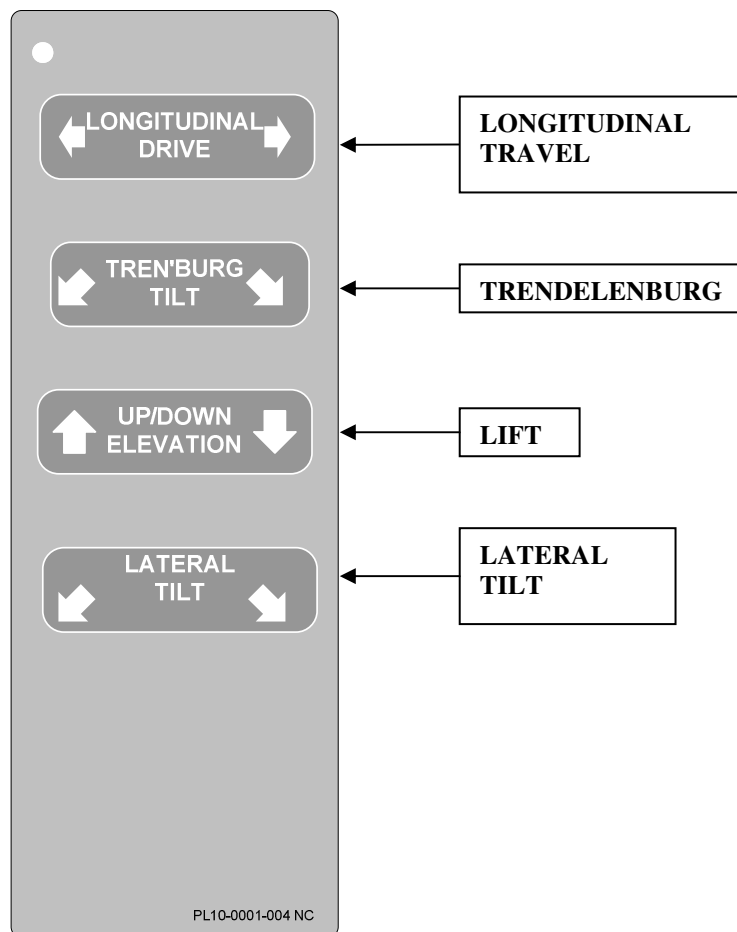 LONGITUDINAL
DRIVE
LONGITUDINAL
TRAVEL
TREN'BURG
TILT
TRENDELENBURG
UP/DOWN
ELEVATION
LIFT
LATERAL
TILT
LATERAL
TILT
PL10-0001-004 NC